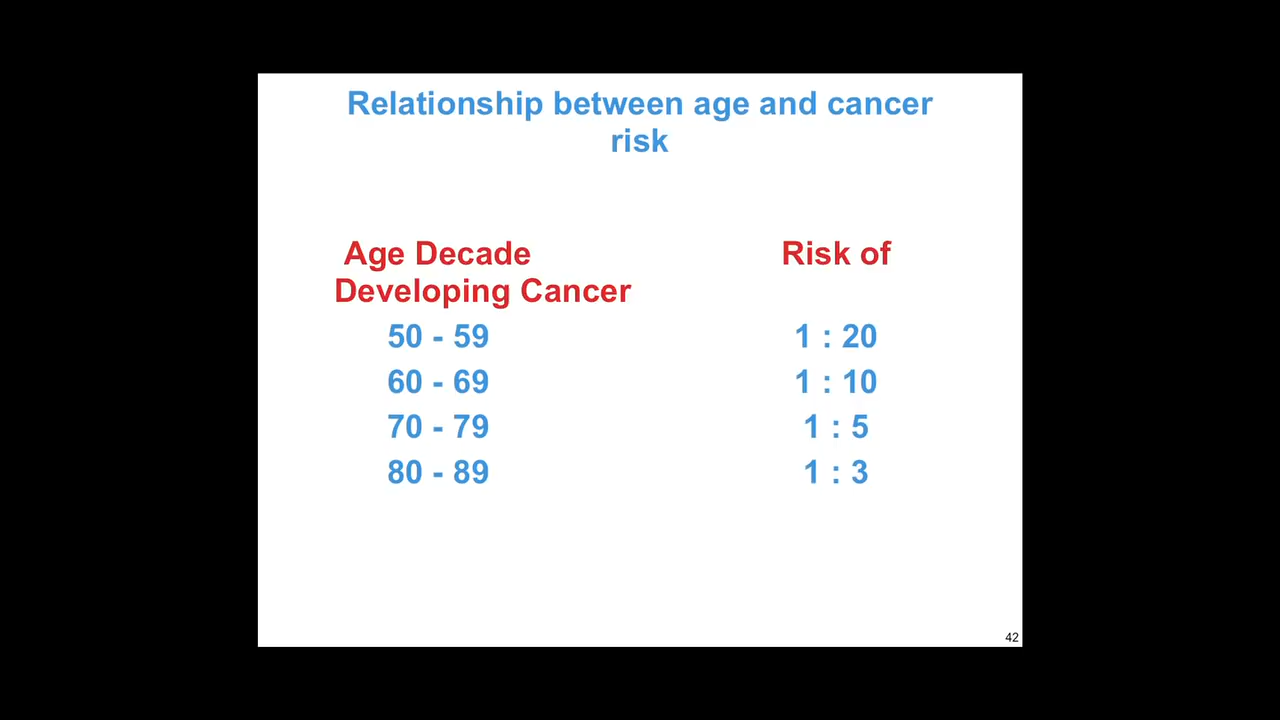 Relationship between age and cancer
risk
Age Decade Risk of
Developing Cancer
50 - 59 1 : 20
60 - 69 1 : 10
70 - 79 1 : 5
80 - 89 1 : 3
42